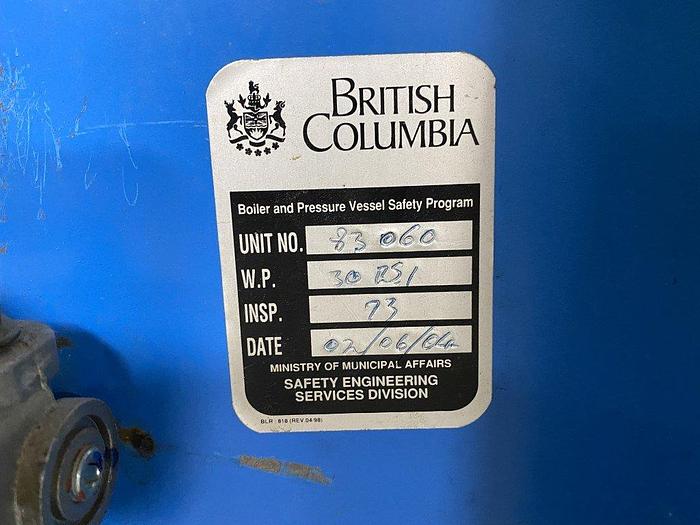 BRITISH
COLUMBIA
Boiler and Pressure Vessel Safety Program
UNIT NO. 83060
W.P. 30 PSI
INSP. 73
DATE 02/06/04
MINISTRY OF MUNICIPAL AFFAIRS
SAFETY ENGINEERING
SERVICES DIVISION
BLR 818 (REV.04·98)